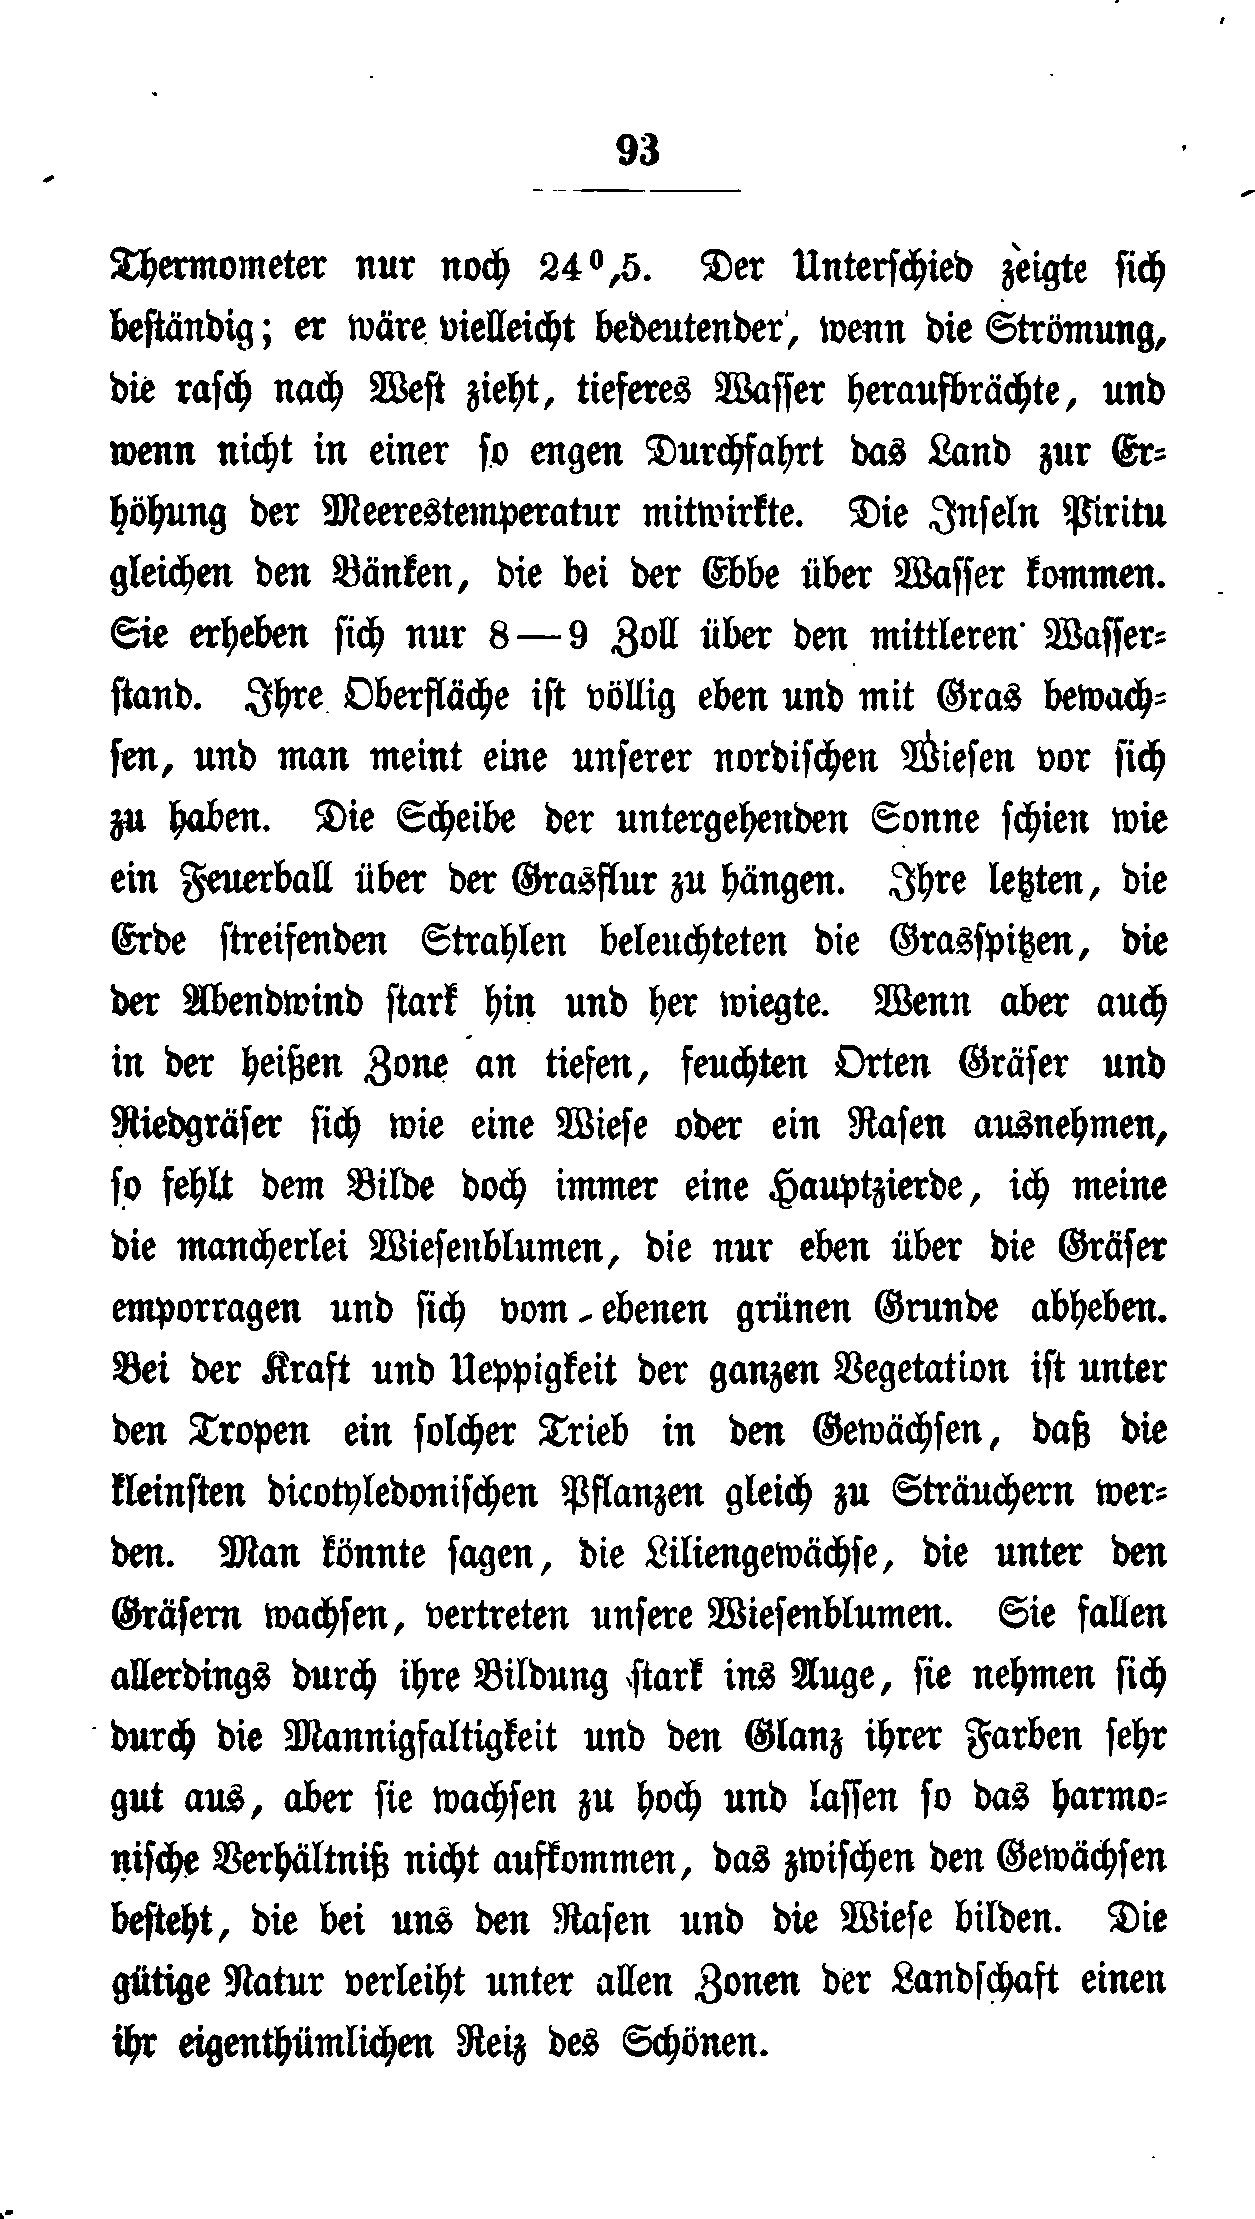 93
Thermometer nur noch 24⁰,5. Der Unterschied zeigte sich
beständig; er wäre vielleicht bedeutender, wenn die Strömung,
die rasch nach West zieht, tieferes Wasser heraufbrächte, und
wenn nicht in einer so engen Durchfahrt das Land zur Er-
höhung der Meerestemperatur mitwirkte. Die Inseln Piritu
gleichen den Bänken, die bei der Ebbe über Wasser kommen.
Sie erheben sich nur 8—9 Zoll über den mittleren Wasser-
stand. Ihre Oberfläche ist völlig eben und mit Gras bewach-
sen, und man meint eine unserer nordischen Wiesen vor sich
zu haben. Die Scheibe der untergehenden Sonne schien wie
ein Feuerball über der Grasflur zu hängen. Ihre letzten, die
Erde streifenden Strahlen beleuchteten die Grasspitzen, die
der Abendwind stark hin und her wiegte. Wenn aber auch
in der heißen Zone an tiefen, feuchten Orten Gräser und
Riedgräser sich wie eine Wiese oder ein Rasen ausnehmen,
so fehlt dem Bilde doch immer eine Hauptzierde, ich meine
die mancherlei Wiesenblumen, die nur eben über die Gräser
emporragen und sich vom ebenen grünen Grunde abheben.
Bei der Kraft und Ueppigkeit der ganzen Vegetation ist unter
den Tropen ein solcher Trieb in den Gewächsen, daß die
kleinsten dicotyledonischen Pflanzen gleich zu Sträuchern wer-
den. Man könnte sagen, die Liliengewächse, die unter den
Gräsern wachsen, vertreten unsere Wiesenblumen. Sie fallen
allerdings durch ihre Bildung stark ins Auge, sie nehmen sich
durch die Mannigfaltigkeit und den Glanz ihrer Farben sehr
gut aus, aber sie wachsen zu hoch und lassen so das harmo-
nische Verhältniß nicht aufkommen, das zwischen den Gewächsen
besteht, die bei uns den Rasen und die Wiese bilden. Die
gütige Natur verleiht unter allen Zonen der Landschaft einen
ihr eigenthümlichen Reiz des Schönen.